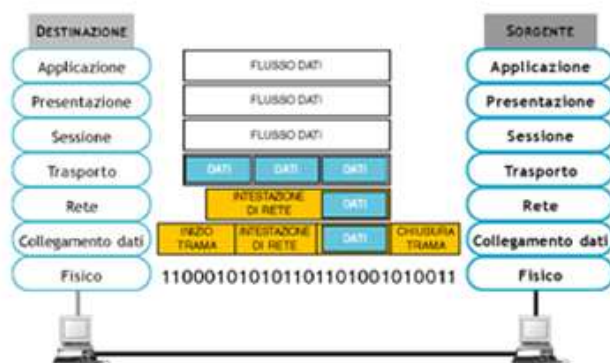 DESTINAZIONE
SORGENTE
Applicazione
FLUSSO DATI
Applicazione
Presentazione
FLUSSO DATI
Presentazione
Sessione
FLUSSO DATI
Sessione
Trasporto
DATI DATI DATI
Trasporto
Rete
INTESTAZIONE
DI RETE
DATI
Rete
Collegamento dati
INIZIO
TRAMA
INTESTAZIONE
DI RETE
DATI
CHIUSURA
TRAMA
Collegamento dati
Fisico
1100010101011011010010100011
Fisico